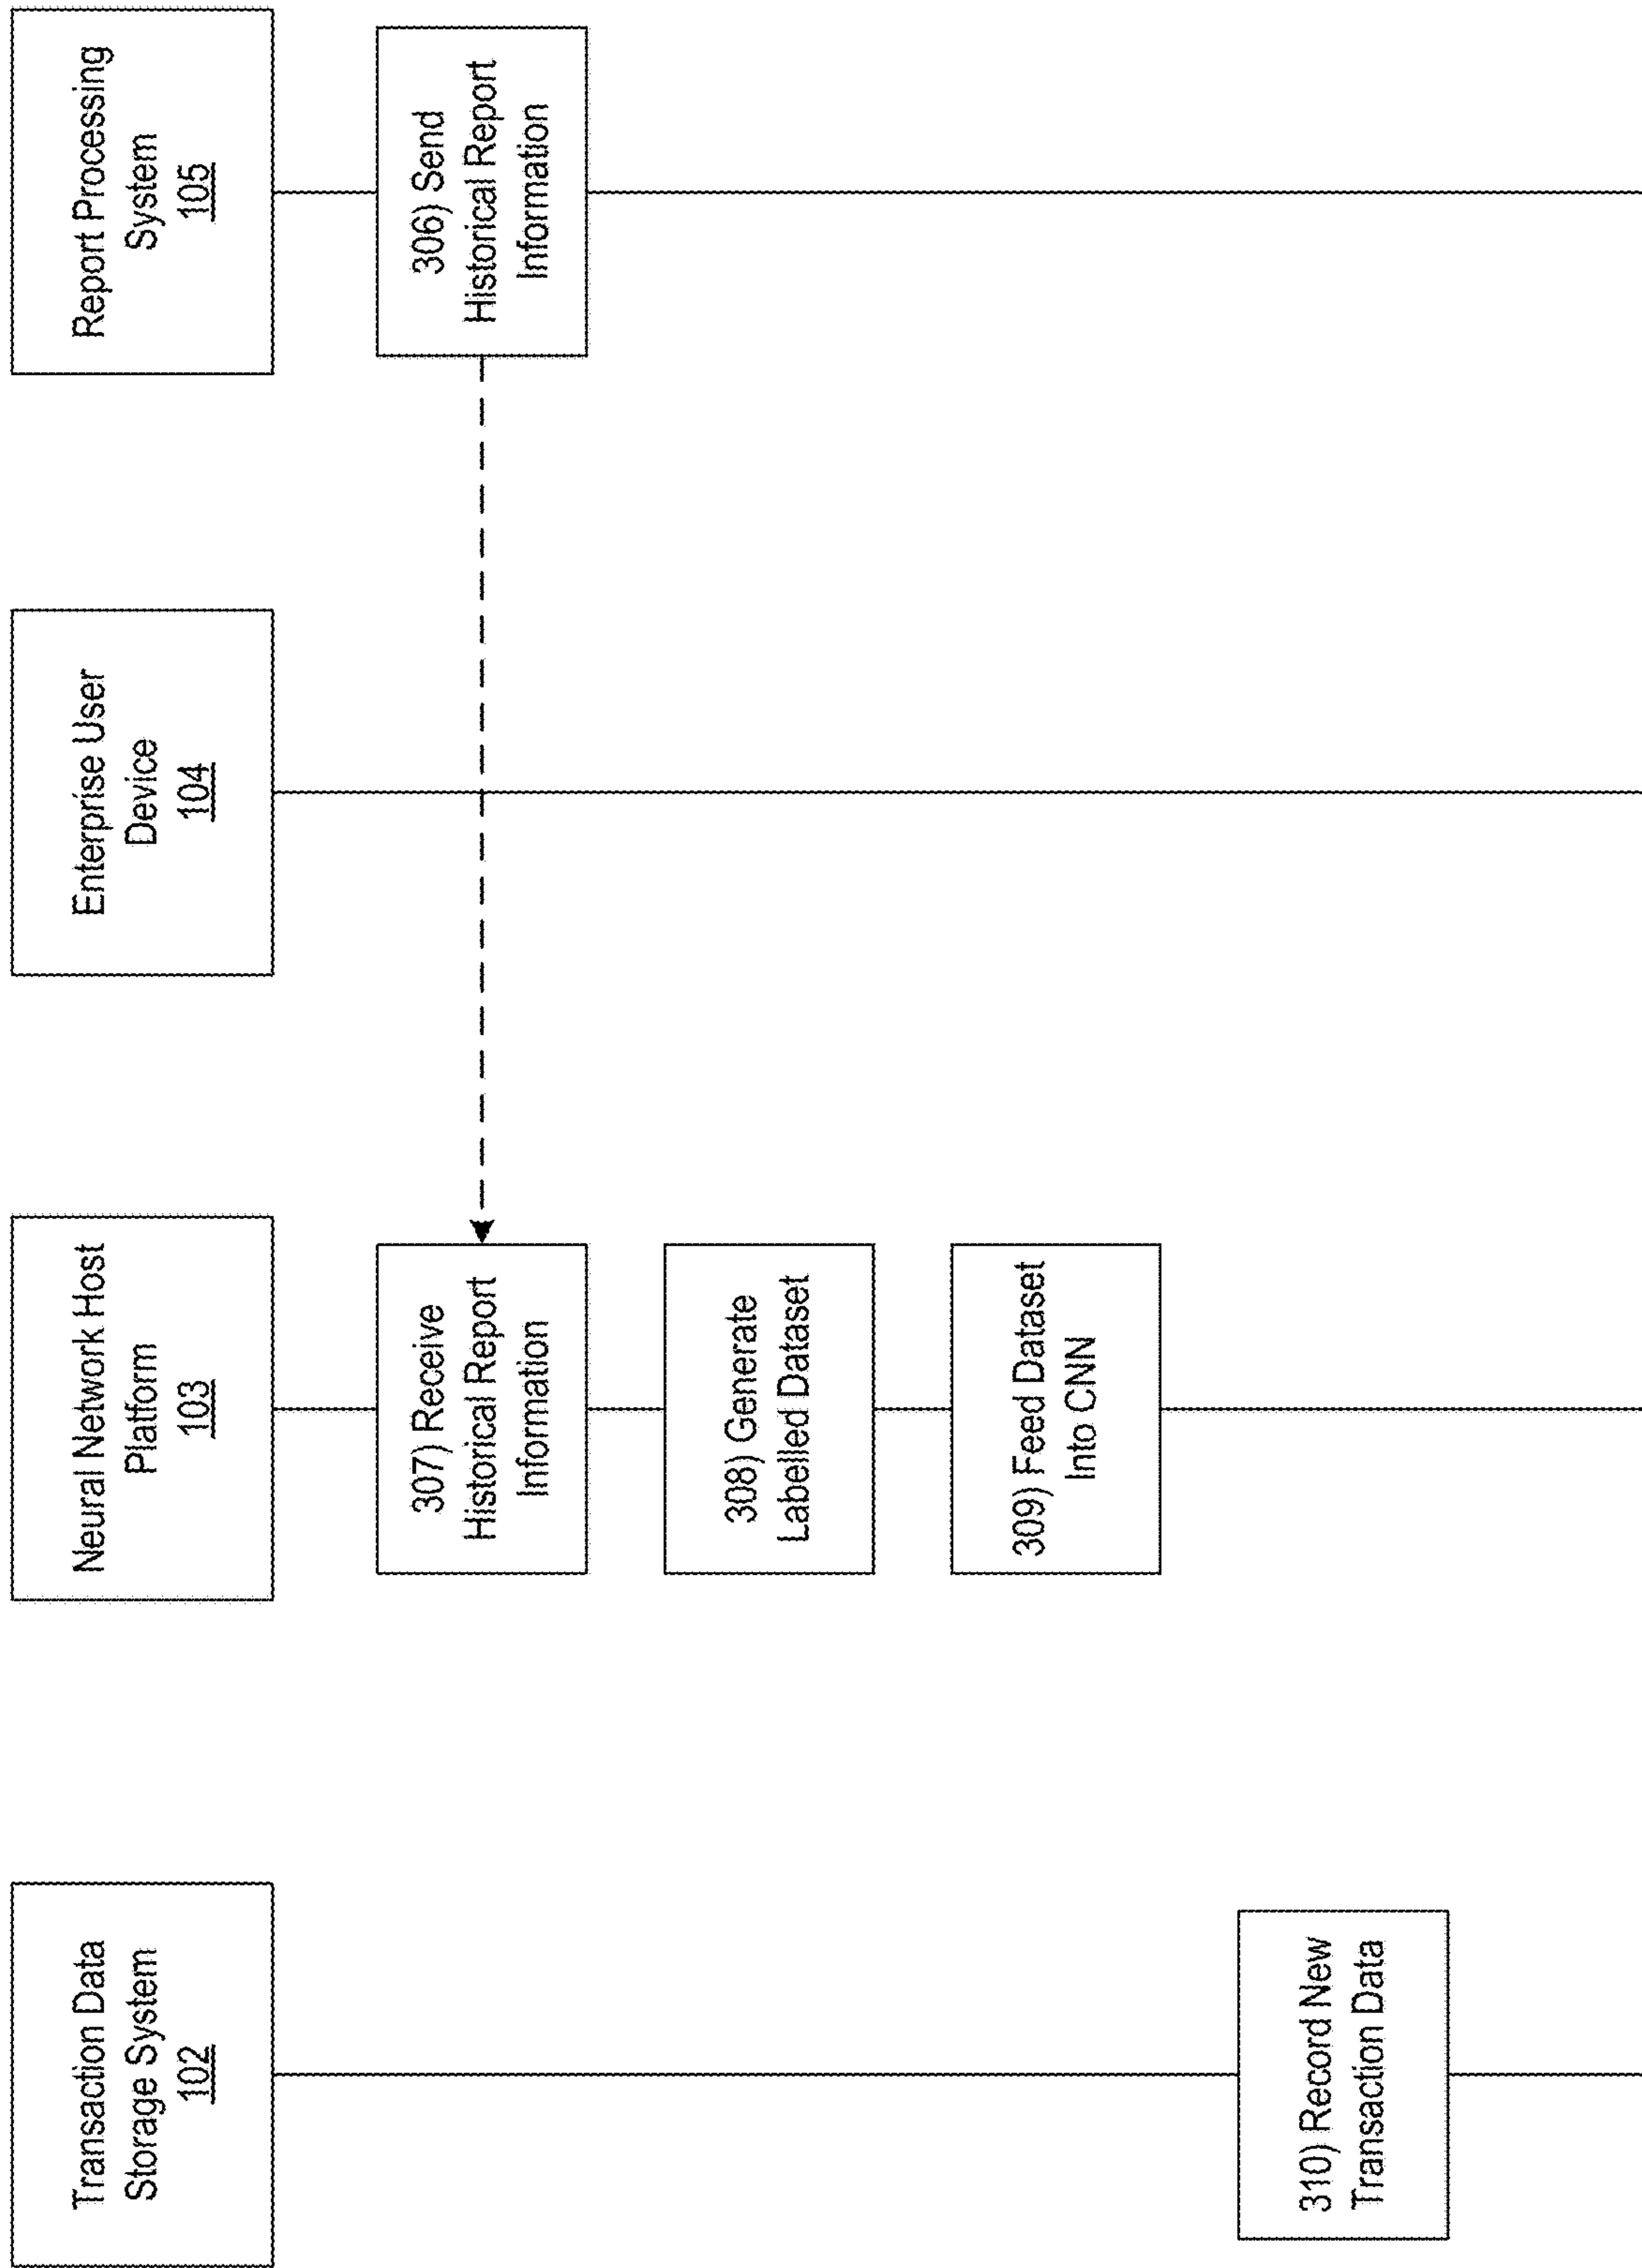 Transaction Data
Storage System
102
Neural Network Host
Platform
103
Enterprise User
Device
104
Report Processing
System
105
306) Send
Historical Report
Information
307) Receive
Historical Report
Information
308) Generate
Labelled Dataset
309) Feed Dataset
Into CNN
310) Record New
Transaction Data